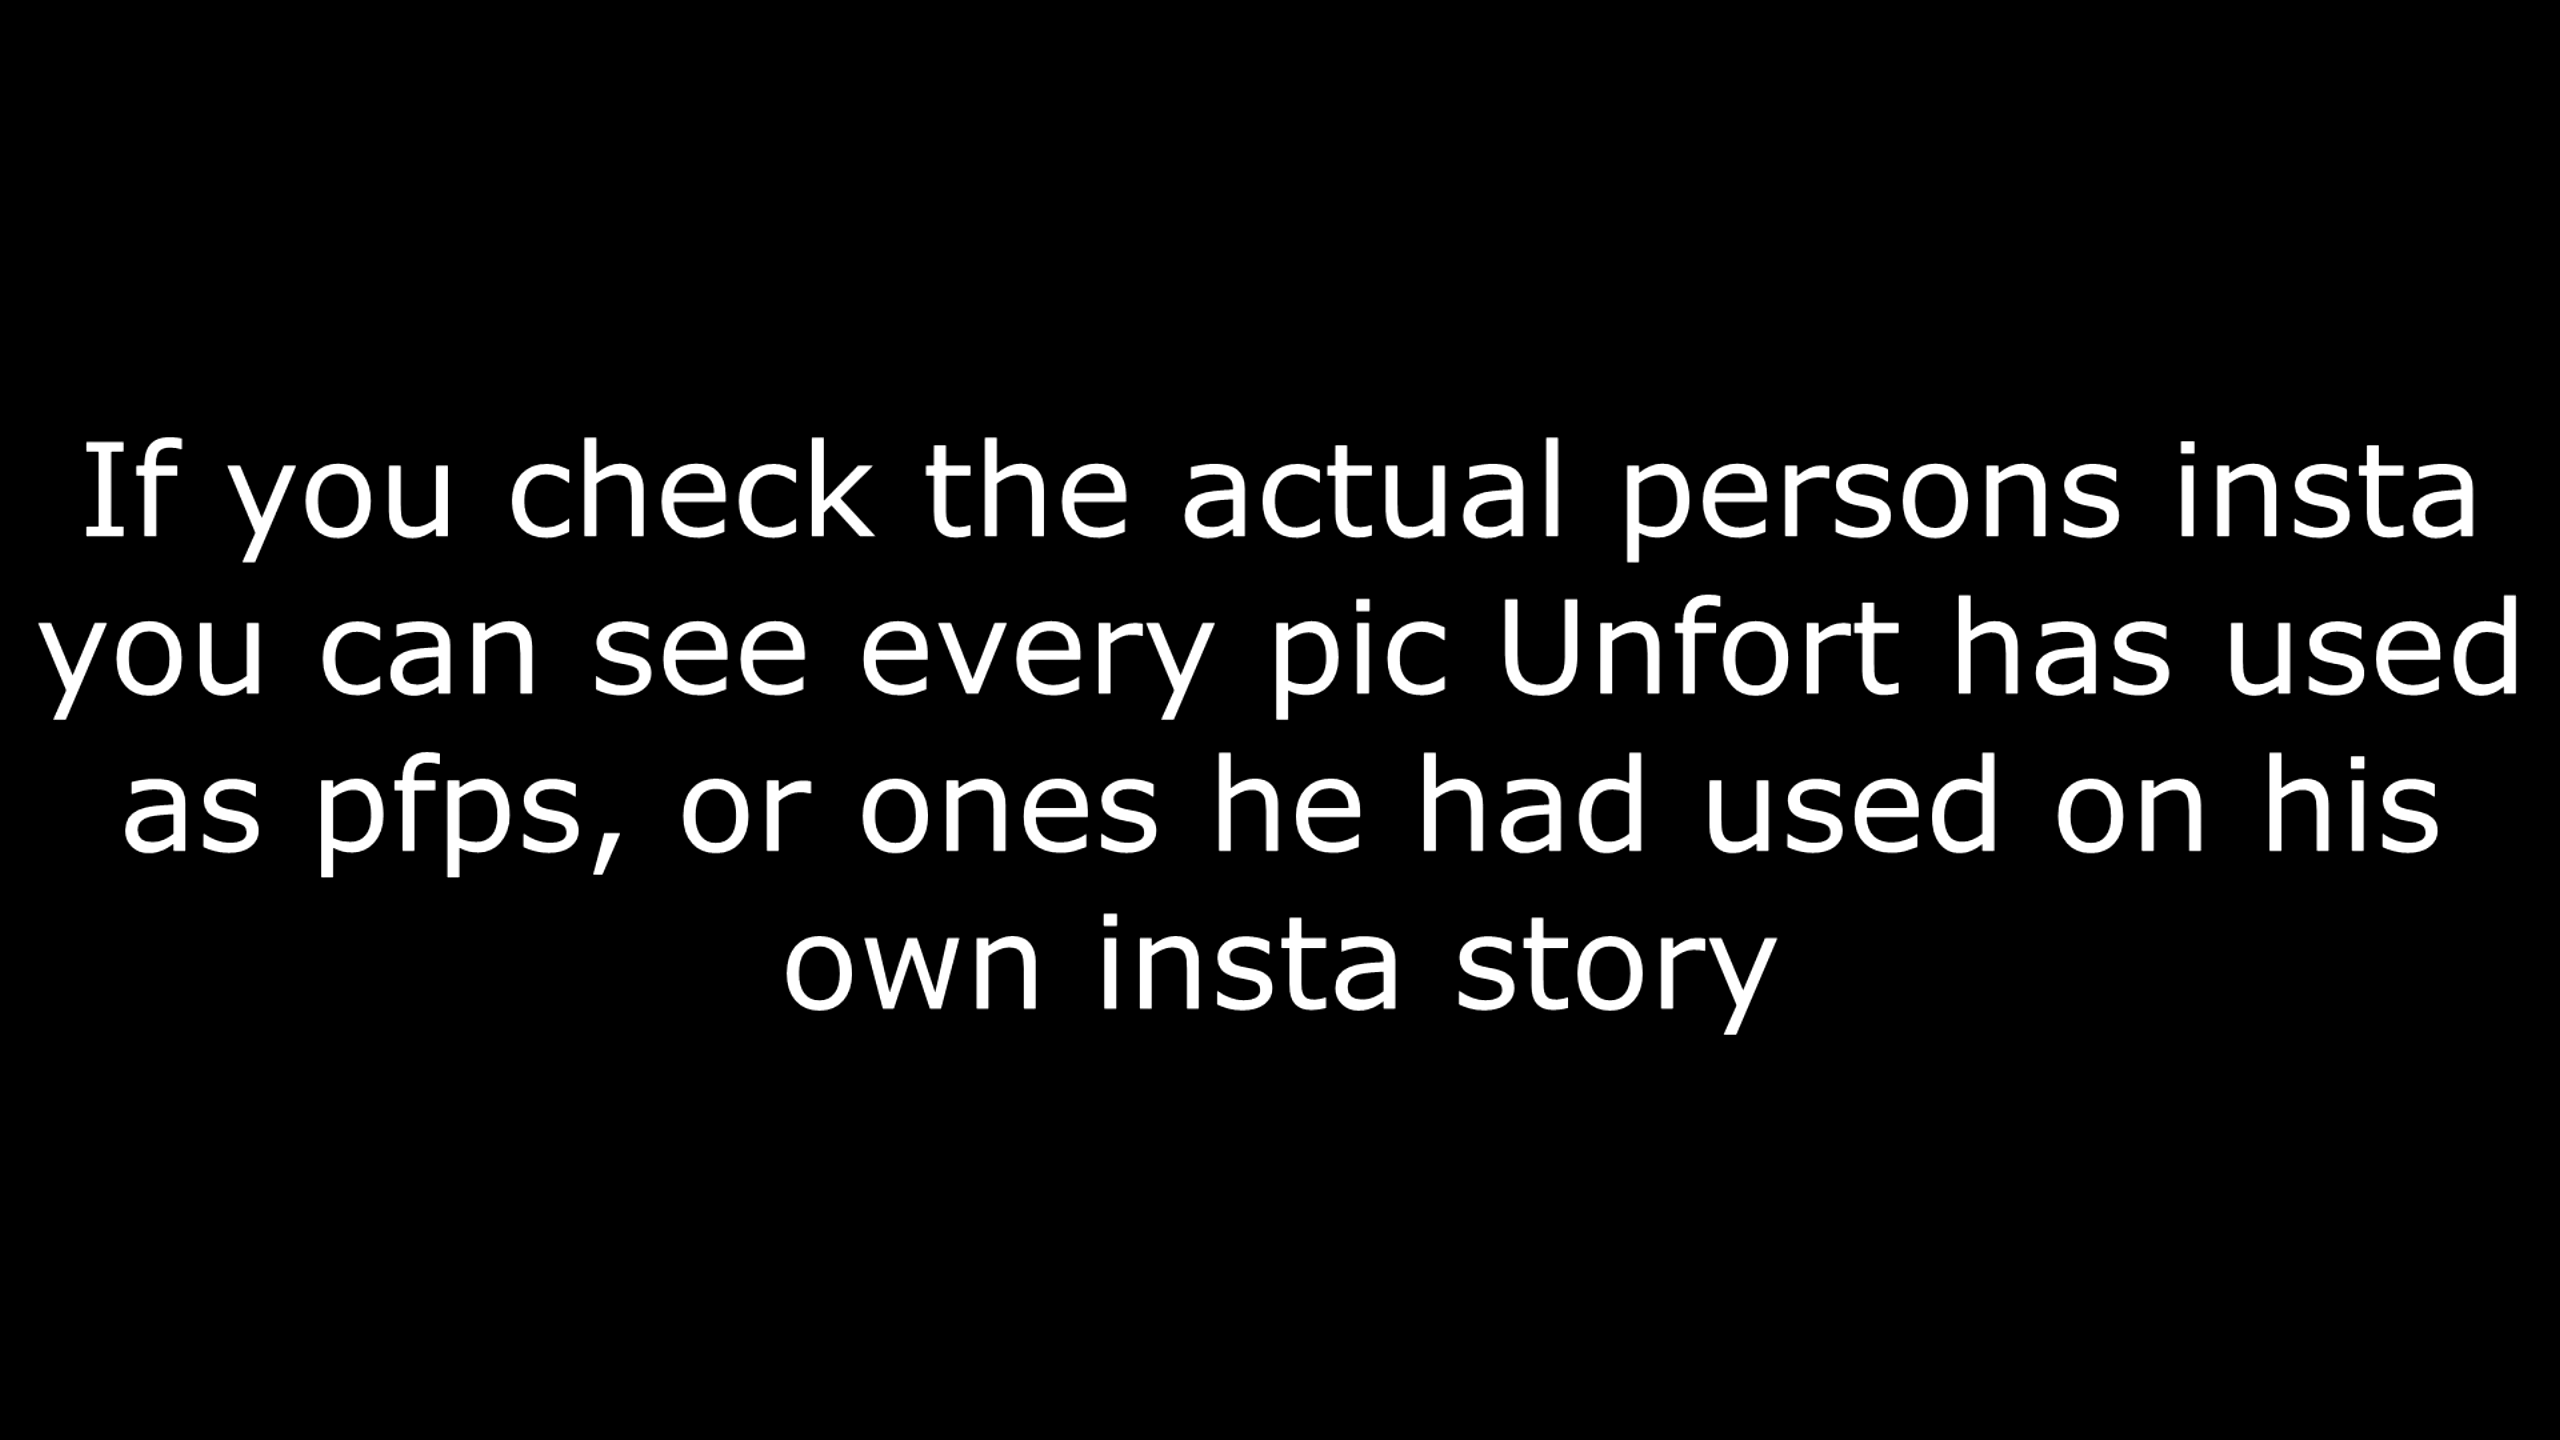 If you check the actual persons insta
you can see every pic Unfort has used
as pfps, or ones he had used on his
own insta story